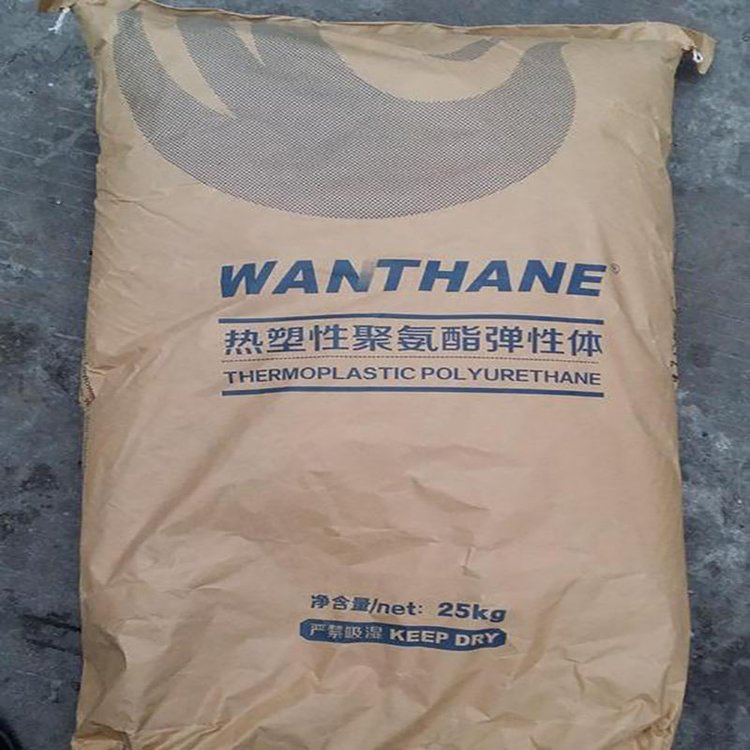 WANTHANE®
热塑性聚氨酯弹性体
THERMOPLASTIC POLYURETHANE
净含量/net: 25kg
严禁吸湿 KEEP DRY